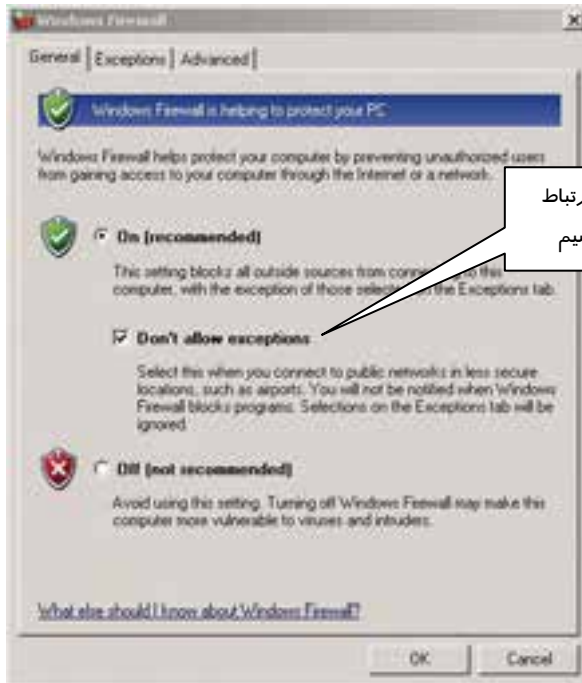 Windows Firewall
General
Exceptions
Advanced
Windows Firewall is helping to protect your PC
Windows Firewall helps protect your computer by preventing unauthorized users
from gaining access to your computer through the Internet or a network.
On (recommended)
This setting blocks all outside sources from connecting to this
computer, with the exception of those selected on the Exceptions tab.
Don't allow exceptions
Select this when you connect to public networks in less secure
locations, such as airports. You will not be notified when Windows
Firewall blocks programs. Selections on the Exceptions tab will be
ignored.
Off (not recommended)
Avoid using this setting. Turning off Windows Firewall may make this
computer more vulnerable to viruses and intruders.
What else should I know about Windows Firewall?
OK
Cancel